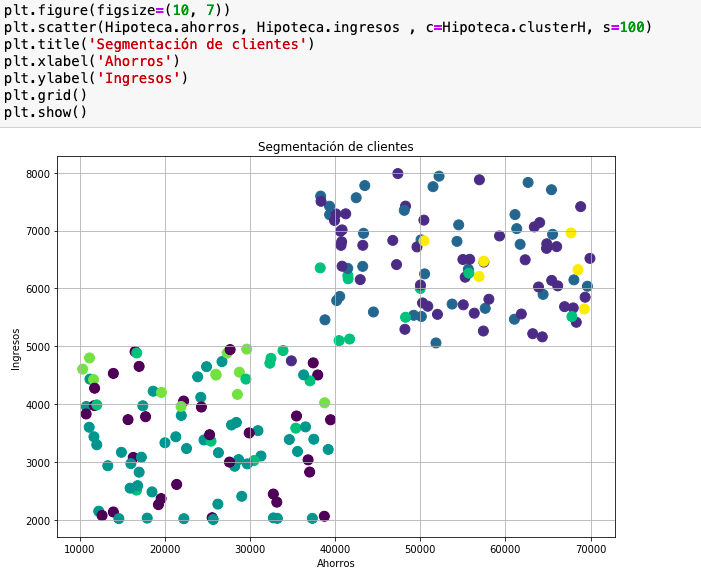 plt.figure(figsize=(10, 7))
plt.scatter(Hipoteca.ahorros, Hipoteca.ingresos , c=Hipoteca.clusterH, s=100)
plt.title('Segmentación de clientes')
plt.xlabel('Ahorros')
plt.ylabel('Ingresos')
plt.grid()
plt.show()
Segmentación de clientes
8000
7000
6000
5000
4000
3000
2000
Ingresos
10000 20000 30000 40000 50000 60000 70000
Ahorros